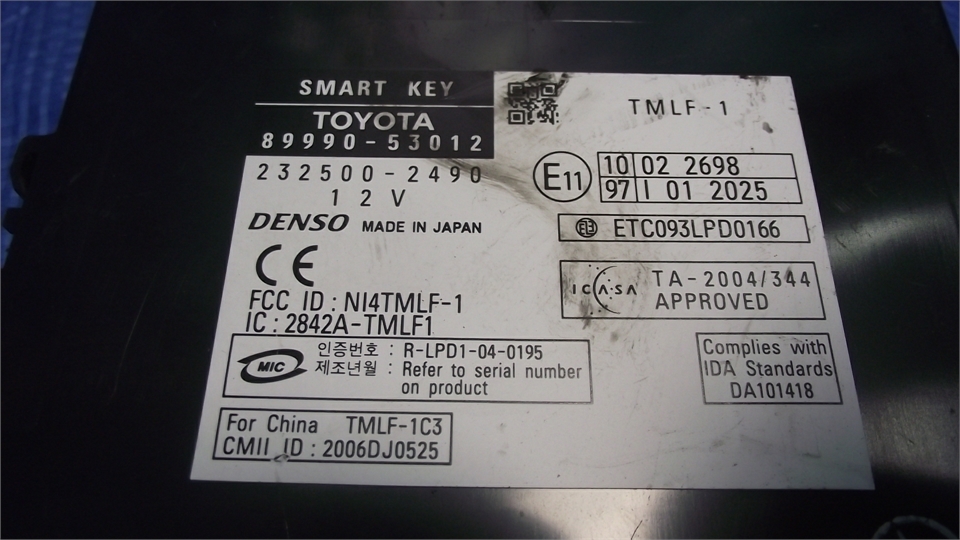 SMART KEY
TOYOTA
89990-53012
232500-2490
12V
DENSO MADE IN JAPAN
CE
FCC ID : NI4TMLF-1
IC : 2842A-TMLF1
MIC
인증번호 : R-LPD1-04-0195
제조년월 : Refer to serial number
on product
For China TMLF-1C3
CMII ID : 2006DJ0525
TMLF-1
E11
10 02 2698
97 I 01 2025
ETC093LPD0166
ICASA
TA-2004/344
APPROVED
Complies with
IDA Standards
DA101418